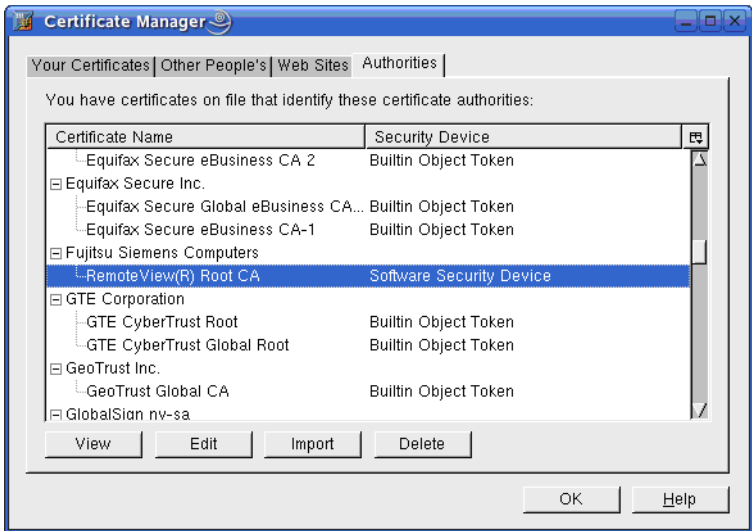 Certificate Manager
Your Certificates Other People's Web Sites Authorities
You have certificates on file that identify these certificate authorities:
Certificate Name Security Device
Equifax Secure eBusiness CA 2 Builtin Object Token
Equifax Secure Inc.
Equifax Secure Global eBusiness CA... Builtin Object Token
Equifax Secure eBusiness CA-1 Builtin Object Token
Fujitsu Siemens Computers
RemoteView(R) Root CA Software Security Device
GTE Corporation
GTE CyberTrust Root Builtin Object Token
GTE CyberTrust Global Root Builtin Object Token
GeoTrust Inc.
GeoTrust Global CA Builtin Object Token
GlobalSign nv-sa
View Edit Import Delete
OK Help